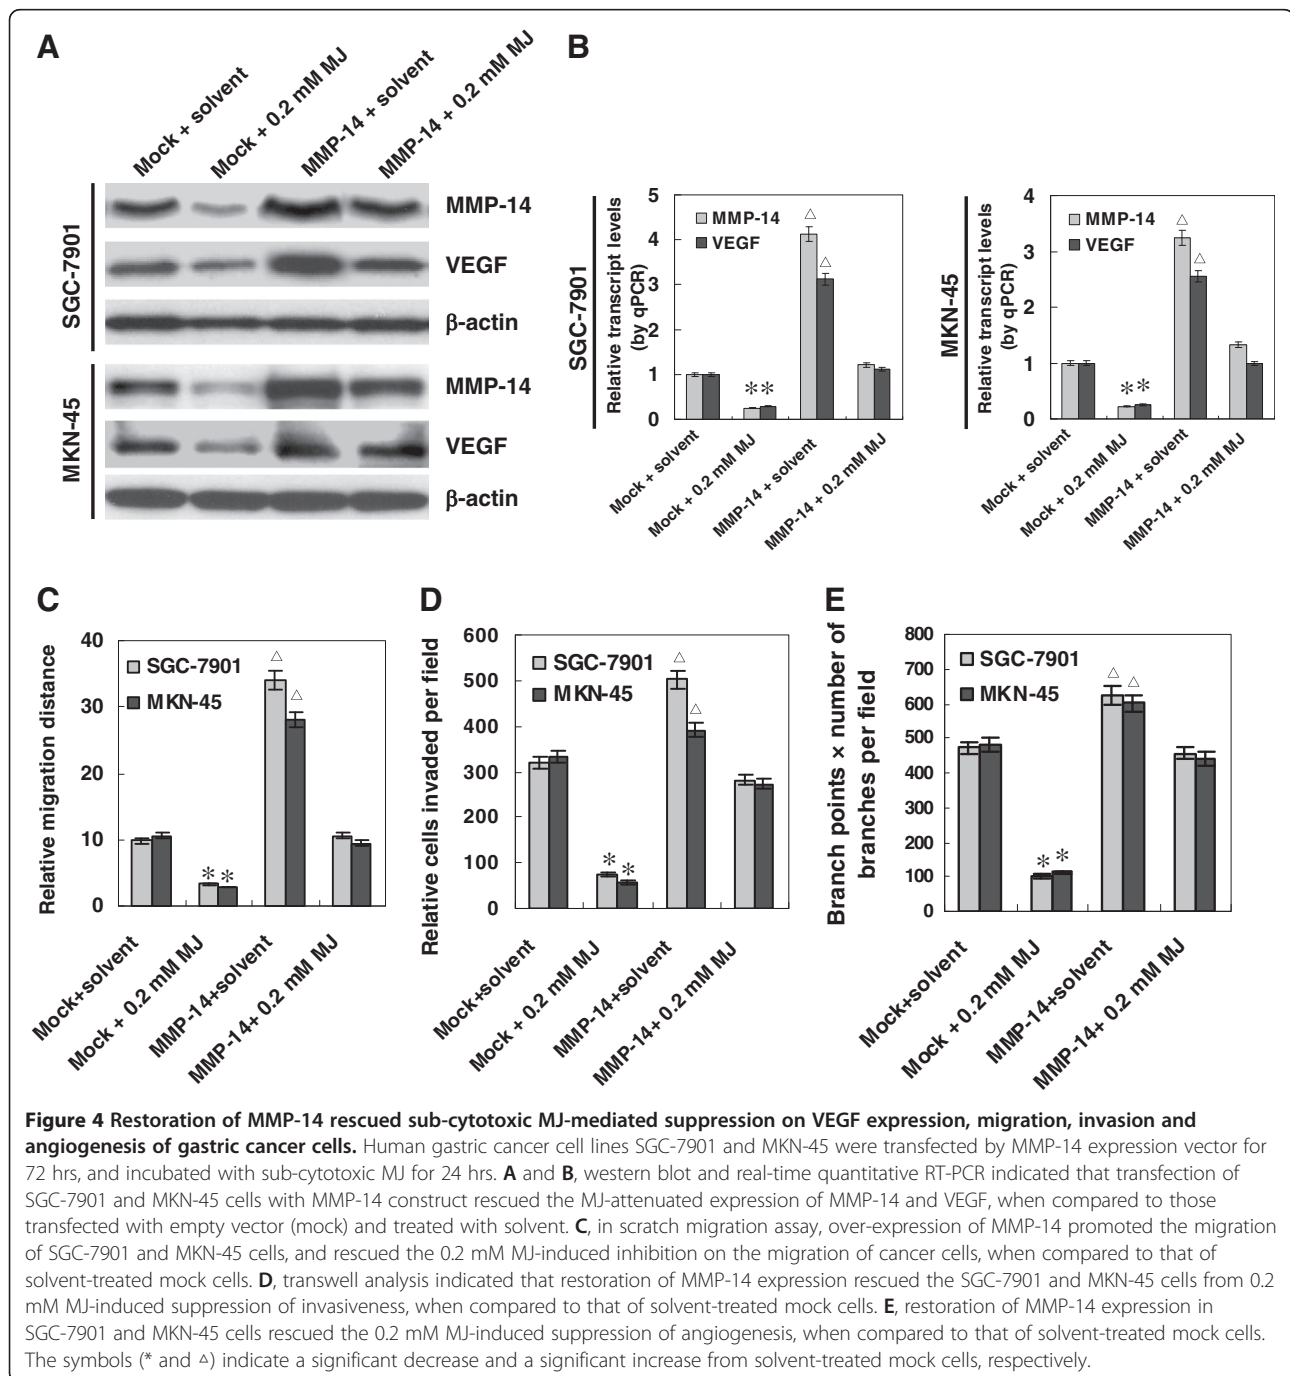 A
Mock + solvent
Mock + 0.2 mM MJ
MMP-14 + solvent
MMP-14 + 0.2 mM MJ
SGC-7901
MMP-14
VEGF
β-actin
MKN-45
MMP-14
VEGF
β-actin
B
SGC-7901
Relative transcript levels
(by qPCR)
5
4
3
2
1
0
MMP-14
VEGF
△
△
* *
Mock + solvent
Mock + 0.2 mM MJ
MMP-14 + solvent
MMP-14 + 0.2 mM MJ
MKN-45
Relative transcript levels
(by qPCR)
4
3
2
1
0
MMP-14
VEGF
△
△
* *
Mock + solvent
Mock + 0.2 mM MJ
MMP-14 + solvent
MMP-14 + 0.2 mM MJ
C
Relative migration distance
40
30
20
10
0
SGC-7901
MKN-45
△
△
* *
Mock+solvent
Mock + 0.2 mM MJ
MMP-14+solvent
MMP-14+ 0.2 mM MJ
D
Relative cells invaded per field
600
500
400
300
200
100
0
SGC-7901
MKN-45
△
△
* *
Mock+solvent
Mock + 0.2 mM MJ
MMP-14+solvent
MMP-14+ 0.2 mM MJ
E
Branch points × number of
branches per field
800
700
600
500
400
300
200
100
0
SGC-7901
MKN-45
△ △
* *
Mock+solvent
Mock + 0.2 mM MJ
MMP-14+solvent
MMP-14+ 0.2 mM MJ
Figure 4 Restoration of MMP-14 rescued sub-cytotoxic MJ-mediated suppression on VEGF expression, migration, invasion and
angiogenesis of gastric cancer cells. Human gastric cancer cell lines SGC-7901 and MKN-45 were transfected by MMP-14 expression vector for
72 hrs, and incubated with sub-cytotoxic MJ for 24 hrs. A and B, western blot and real-time quantitative RT-PCR indicated that transfection of
SGC-7901 and MKN-45 cells with MMP-14 construct rescued the MJ-attenuated expression of MMP-14 and VEGF, when compared to those
transfected with empty vector (mock) and treated with solvent. C, in scratch migration assay, over-expression of MMP-14 promoted the migration
of SGC-7901 and MKN-45 cells, and rescued the 0.2 mM MJ-induced inhibition on the migration of cancer cells, when compared to that of
solvent-treated mock cells. D, transwell analysis indicated that restoration of MMP-14 expression rescued the SGC-7901 and MKN-45 cells from 0.2
mM MJ-induced suppression of invasiveness, when compared to that of solvent-treated mock cells. E, restoration of MMP-14 expression in
SGC-7901 and MKN-45 cells rescued the 0.2 mM MJ-induced suppression of angiogenesis, when compared to that of solvent-treated mock cells.
The symbols (* and △) indicate a significant decrease and a significant increase from solvent-treated mock cells, respectively.